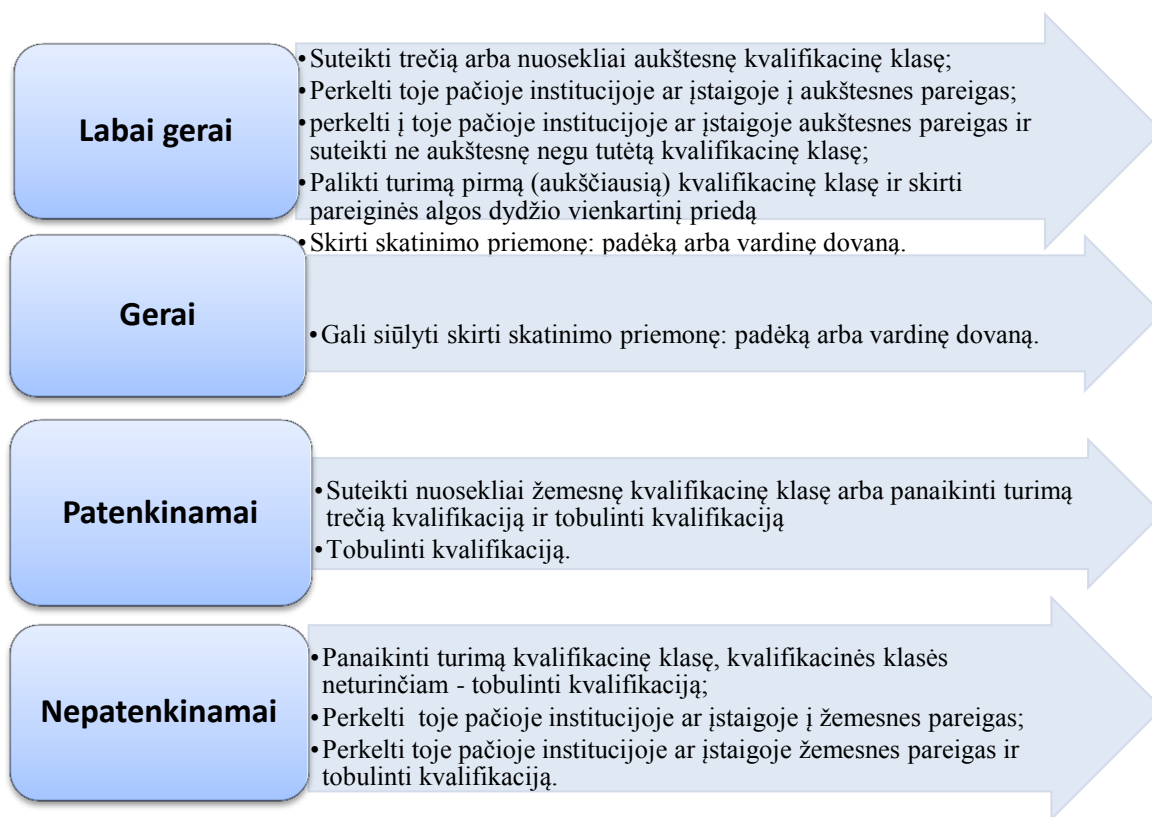 Labai gerai
•Suteikti trečią arba nuosekliai aukštesnę kvalifikacinę klasę;
•Perkelti toje pačioje institucijoje ar įstaigoje į aukštesnes pareigas;
•perkelti į toje pačioje institucijoje ar įstaigoje aukštesnes pareigas ir
suteikti ne aukštesnę negu tutėtą kvalifikacinę klasę;
•Palikti turimą pirmą (aukščiausią) kvalifikacinę klasę ir skirti
pareiginės algos dydžio vienkartinį priedą
•Skirti skatinimo priemonę: padėką arba vardinę dovaną.
Gerai
•Gali siūlyti skirti skatinimo priemonę: padėką arba vardinę dovaną.
Patenkinamai
•Suteikti nuosekliai žemesnę kvalifikacinę klasę arba panaikinti turimą
trečią kvalifikaciją ir tobulinti kvalifikaciją
•Tobulinti kvalifikaciją.
Nepatenkinamai
•Panaikinti turimą kvalifikacinę klasę, kvalifikacinės klasės
neturinčiam - tobulinti kvalifikaciją;
•Perkelti  toje pačioje institucijoje ar įstaigoje į žemesnes pareigas;
•Perkelti toje pačioje institucijoje ar įstaigoje žemesnes pareigas ir
tobulinti kvalifikaciją.